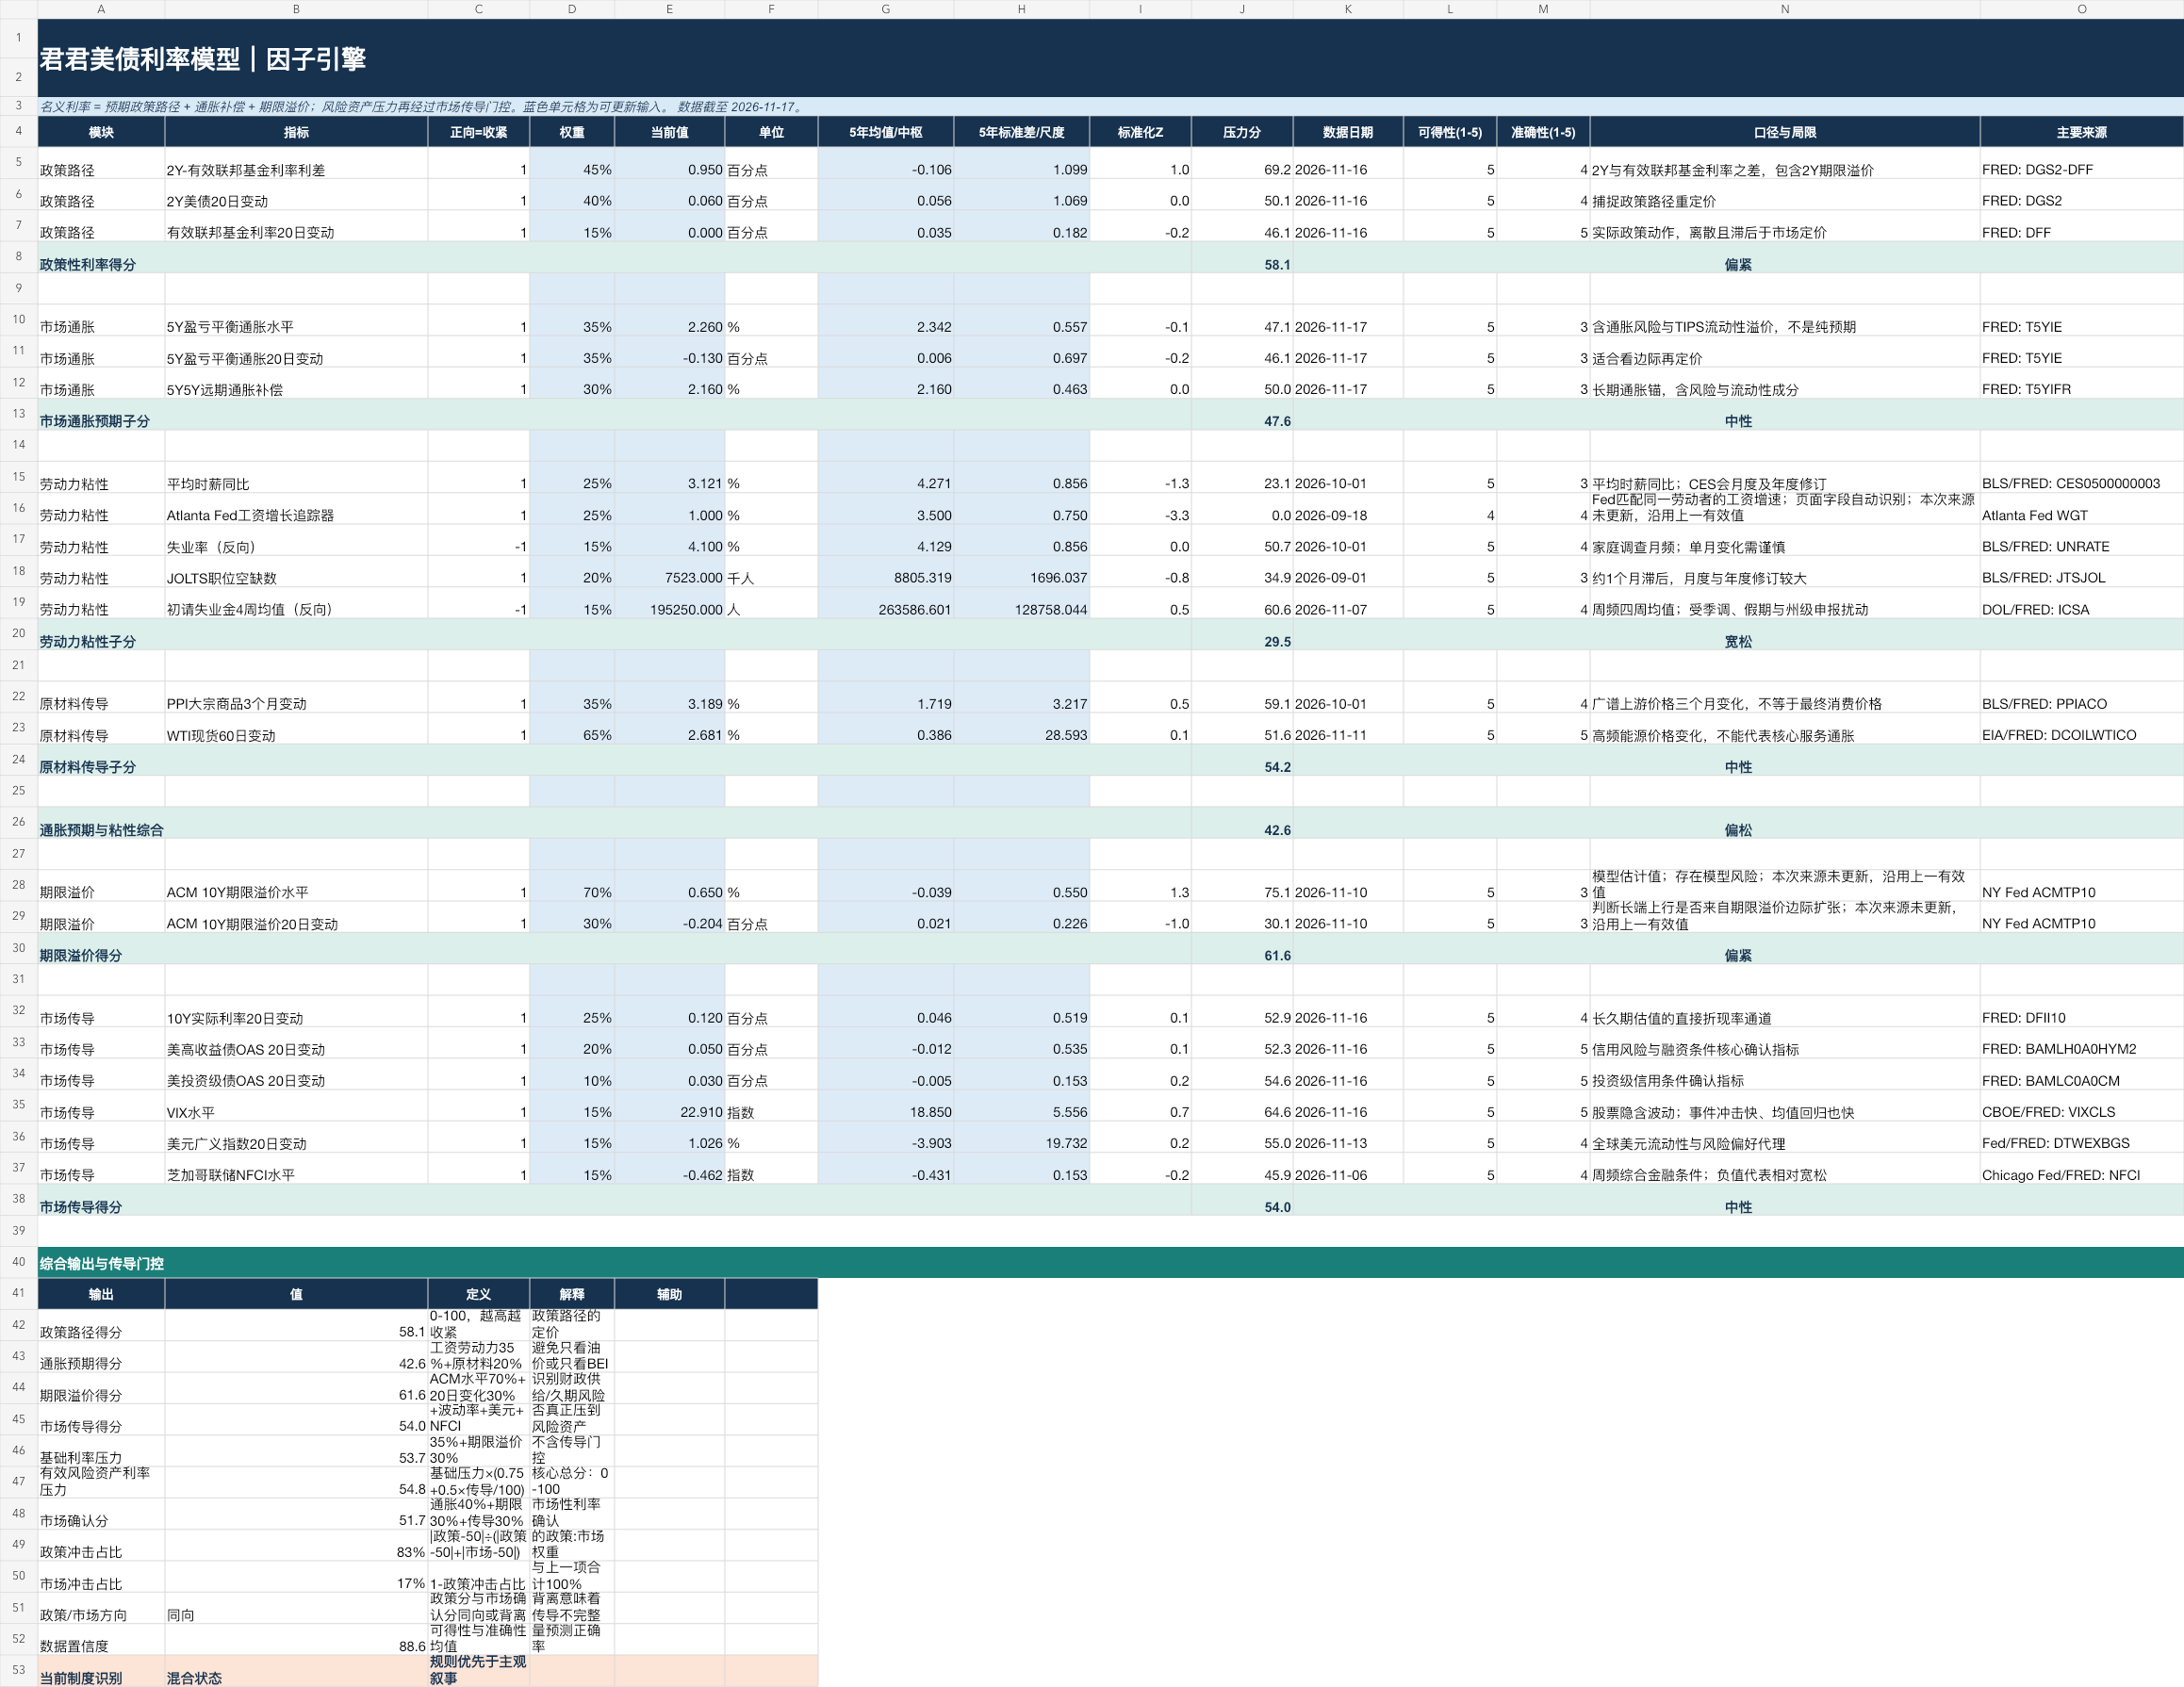 A B C D E F G H I J K L M N O
1 君君美债利率模型｜因子引擎
2
3 名义利率 = 预期政策路径 + 通胀补偿 + 期限溢价；风险资产压力再经过市场传导门控。蓝色单元格为可更新输入。 数据截至 2026-11-17。
4 模块 指标 正向=收紧 权重 当前值 单位 5年均值/中枢 5年标准差/尺度 标准化Z 压力分 数据日期 可得性(1-5) 准确性(1-5) 口径与局限 主要来源
5 政策路径 2Y-有效联邦基金利率利差 1 45% 0.950 百分点 -0.106 1.099 1.0 69.2 2026-11-16 5 4 2Y与有效联邦基金利率之差，包含2Y期限溢价 FRED: DGS2-DFF
6 政策路径 2Y美债20日变动 1 40% 0.060 百分点 0.056 1.069 0.0 50.1 2026-11-16 5 4 捕捉政策路径重定价 FRED: DGS2
7 政策路径 有效联邦基金利率20日变动 1 15% 0.000 百分点 0.035 0.182 -0.2 46.1 2026-11-16 5 5 实际政策动作，离散且滞后于市场定价 FRED: DFF
8 政策性利率得分 58.1 偏紧
9
10 市场通胀 5Y盈亏平衡通胀水平 1 35% 2.260 % 2.342 0.557 -0.1 47.1 2026-11-17 5 3 含通胀风险与TIPS流动性溢价，不是纯预期 FRED: T5YIE
11 市场通胀 5Y盈亏平衡通胀20日变动 1 35% -0.130 百分点 0.006 0.697 -0.2 46.1 2026-11-17 5 3 适合看边际再定价 FRED: T5YIE
12 市场通胀 5Y5Y远期通胀补偿 1 30% 2.160 % 2.160 0.463 0.0 50.0 2026-11-17 5 3 长期通胀锚，含风险与流动性成分 FRED: T5YIFR
13 市场通胀预期子分 47.6 中性
14
15 劳动力粘性 平均时薪同比 1 25% 3.121 % 4.271 0.856 -1.3 23.1 2026-10-01 5 3 平均时薪同比；CES会月度及年度修订 BLS/FRED: CES0500000003
16 劳动力粘性 Atlanta Fed工资增长追踪器 1 25% 1.000 % 3.500 0.750 -3.3 0.0 2026-09-18 4 4 Fed匹配同一劳动者的工资增速；页面字段自动识别；本次来源
未更新，沿用上一有效值 Atlanta Fed WGT
17 劳动力粘性 失业率（反向） -1 15% 4.100 % 4.129 0.856 0.0 50.7 2026-10-01 5 4 家庭调查月频；单月变化需谨慎 BLS/FRED: UNRATE
18 劳动力粘性 JOLTS职位空缺数 1 20% 7523.000 千人 8805.319 1696.037 -0.8 34.9 2026-09-01 5 3 约1个月滞后，月度与年度修订较大 BLS/FRED: JTSJOL
19 劳动力粘性 初请失业金4周均值（反向） -1 15% 195250.000 人 263586.601 128758.044 0.5 60.6 2026-11-07 5 4 周频四周均值；受季调、假期与州级申报扰动 DOL/FRED: ICSA
20 劳动力粘性子分 29.5 宽松
21
22 原材料传导 PPI大宗商品3个月变动 1 35% 3.189 % 1.719 3.217 0.5 59.1 2026-10-01 5 4 广谱上游价格三个月变化，不等于最终消费价格 BLS/FRED: PPIACO
23 原材料传导 WTI现货60日变动 1 65% 2.681 % 0.386 28.593 0.1 51.6 2026-11-11 5 5 高频能源价格变化，不能代表核心服务通胀 EIA/FRED: DCOILWTICO
24 原材料传导子分 54.2 中性
25
26 通胀预期与粘性综合 42.6 偏松
27
28 期限溢价 ACM 10Y期限溢价水平 1 70% 0.650 % -0.039 0.550 1.3 75.1 2026-11-10 5 3 模型估计值；存在模型风险；本次来源未更新，沿用上一有效
值 NY Fed ACMTP10
29 期限溢价 ACM 10Y期限溢价20日变动 1 30% -0.204 百分点 0.021 0.226 -1.0 30.1 2026-11-10 5 3 判断长端上行是否来自期限溢价边际扩张；本次来源未更新，
沿用上一有效值 NY Fed ACMTP10
30 期限溢价得分 61.6 偏紧
31
32 市场传导 10Y实际利率20日变动 1 25% 0.120 百分点 0.046 0.519 0.1 52.9 2026-11-16 5 4 长久期估值的直接折现率通道 FRED: DFII10
33 市场传导 美高收益债OAS 20日变动 1 20% 0.050 百分点 -0.012 0.535 0.1 52.3 2026-11-16 5 5 信用风险与融资条件核心确认指标 FRED: BAMLH0A0HYM2
34 市场传导 美投资级债OAS 20日变动 1 10% 0.030 百分点 -0.005 0.153 0.2 54.6 2026-11-16 5 5 投资级信用条件确认指标 FRED: BAMLC0A0CM
35 市场传导 VIX水平 1 15% 22.910 指数 18.850 5.556 0.7 64.6 2026-11-16 5 5 股票隐含波动；事件冲击快、均值回归也快 CBOE/FRED: VIXCLS
36 市场传导 美元广义指数20日变动 1 15% 1.026 % -3.903 19.732 0.2 55.0 2026-11-13 5 4 全球美元流动性与风险偏好代理 Fed/FRED: DTWEXBGS
37 市场传导 芝加哥联储NFCI水平 1 15% -0.462 指数 -0.431 0.153 -0.2 45.9 2026-11-06 5 4 周频综合金融条件；负值代表相对宽松 Chicago Fed/FRED: NFCI
38 市场传导得分 54.0 中性
39
40 综合输出与传导门控
41 输出 值 定义 解释 辅助
42 政策路径得分 58.1 0-100，越高越
收紧 政策路径的
定价
43 通胀预期得分 42.6 工资劳动力35
%+原材料20% 避免只看油
价或只看BEI
44 期限溢价得分 61.6 ACM水平70%+
20日变化30% 识别财政供
给/久期风险
45 市场传导得分 54.0 +波动率+美元+
NFCI 否真正压到
风险资产
46 基础利率压力 53.7 35%+期限溢价
30% 不含传导门
控
47 有效风险资产利率
压力 54.8 基础压力×(0.75
+0.5×传导/100) 核心总分：0
-100
48 市场确认分 51.7 通胀40%+期限
30%+传导30% 市场性利率
确认
49 政策冲击占比 83% |政策-50|÷(|政策
-50|+|市场-50|) 的政策:市场
权重
50 市场冲击占比 17% 1-政策冲击占比 与上一项合
计100%
51 政策/市场方向 同向 政策分与市场确
认分同向或背离 背离意味着
传导不完整
52 数据置信度 88.6 可得性与准确性
均值 量预测正确
率
53 当前制度识别 混合状态 规则优先于主观
叙事